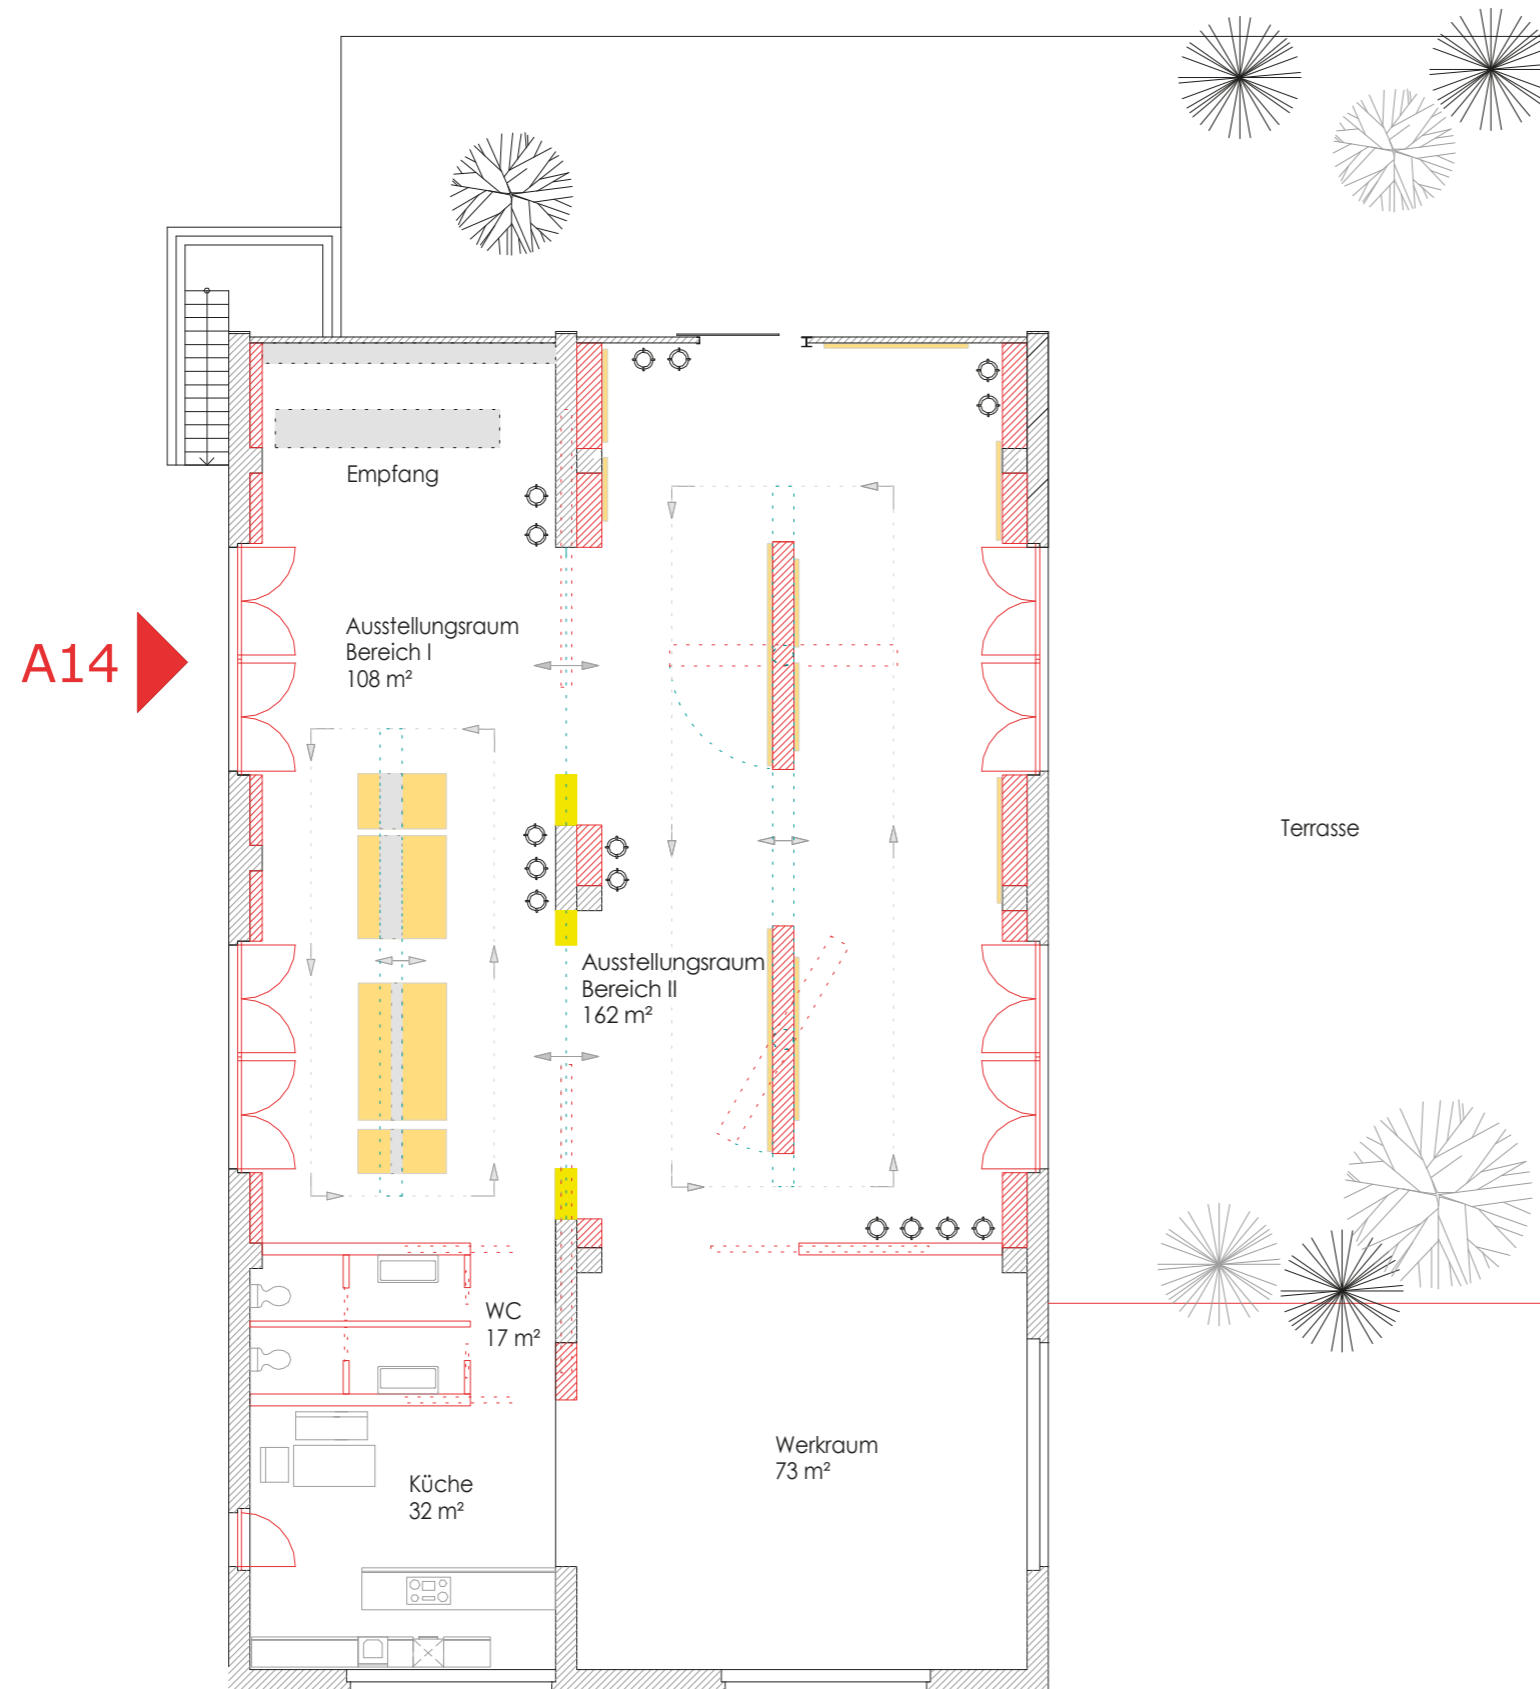 Empfang
Ausstellungsraum
Bereich I
108 m²
A14
Terrasse
Ausstellungsraum
Bereich II
162 m²
WC
17 m²
Werkraum
73 m²
Küche
32 m²